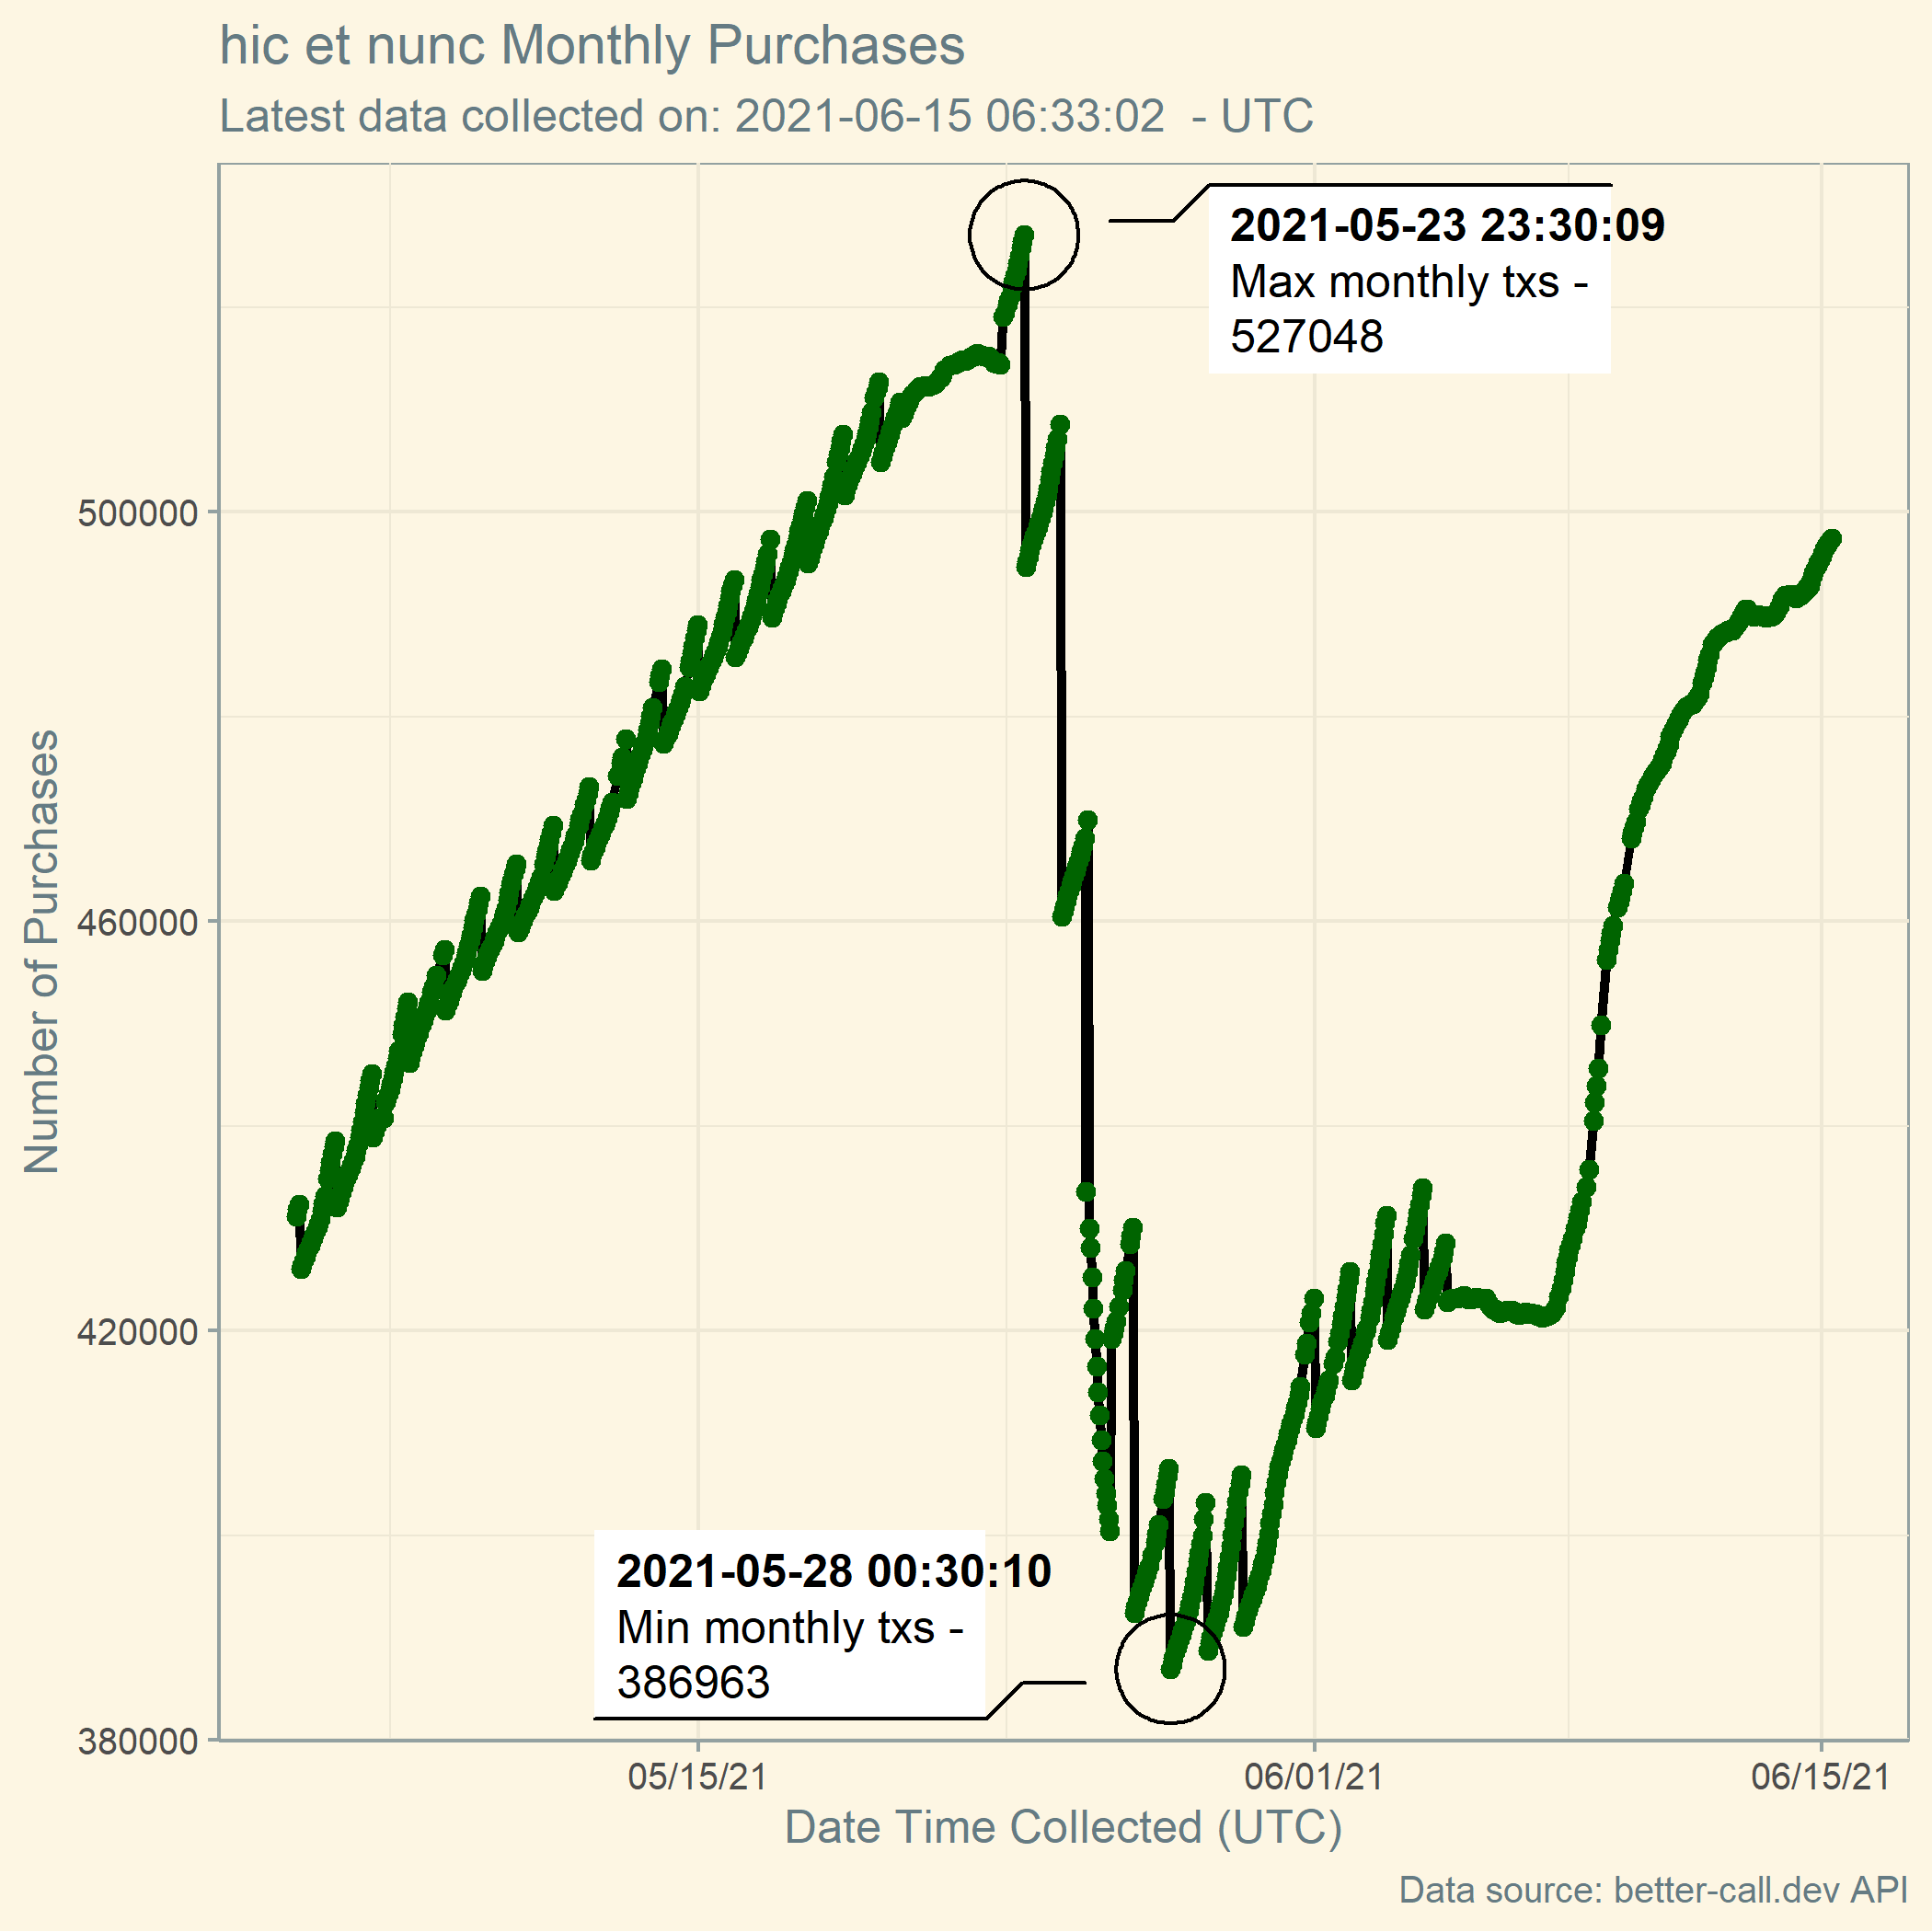 hic et nunc Monthly Purchases
Latest data collected on: 2021-06-15 06:33:02  - UTC
2021-05-23 23:30:09
Max monthly txs -
527048
500000
460000
420000
380000
Number of Purchases
2021-05-28 00:30:10
Min monthly txs -
386963
05/15/21
06/01/21
06/15/21
Date Time Collected (UTC)
Data source: better-call.dev API